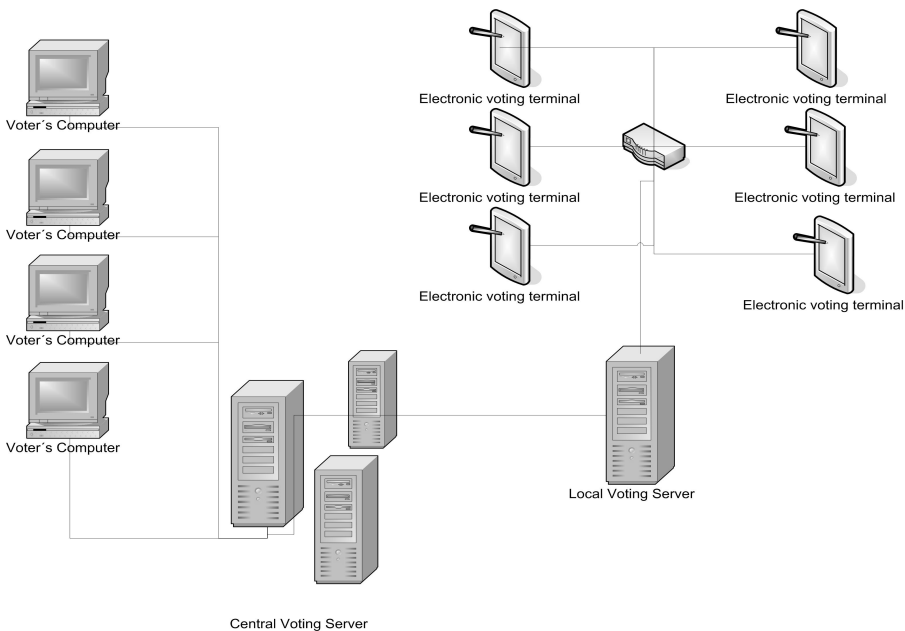 Electronic voting terminal
Electronic voting terminal
Voter´s Computer
Electronic voting terminal
Electronic voting terminal
Voter´s Computer
Electronic voting terminal
Electronic voting terminal
Voter´s Computer
Voter´s Computer
Local Voting Server
Central Voting Server